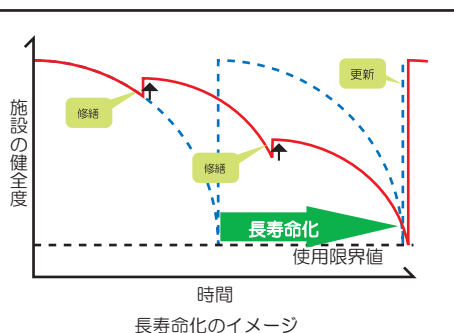 施設の健全度
更新
修繕
修繕
長寿命化
使用限界値
時間
長寿命化のイメージ